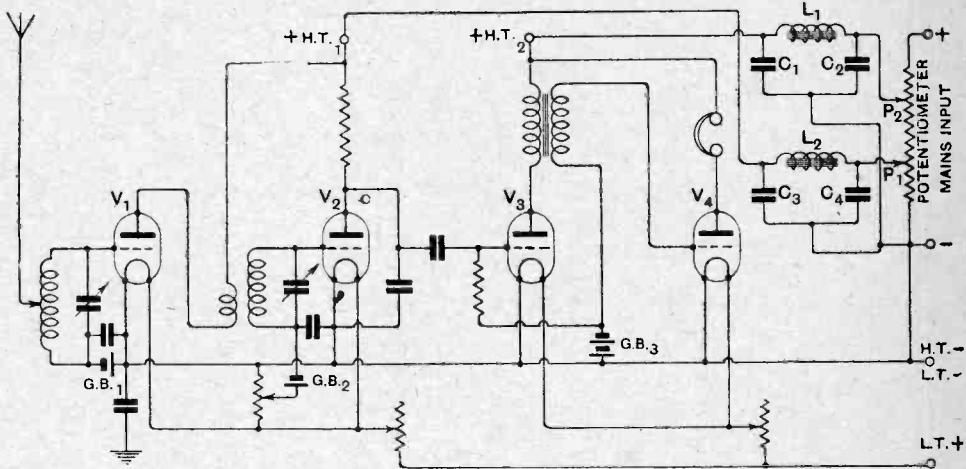 +H.T.1
+H.T.2
L1
C1 C2
P2
L2
C3 C4
P1
+
-
POTENTIOMETER
MAINS INPUT
V1
V2
V3
V4
G.B.1
G.B.2
G.B.3
H.T.-
L.T.-
L.T.+